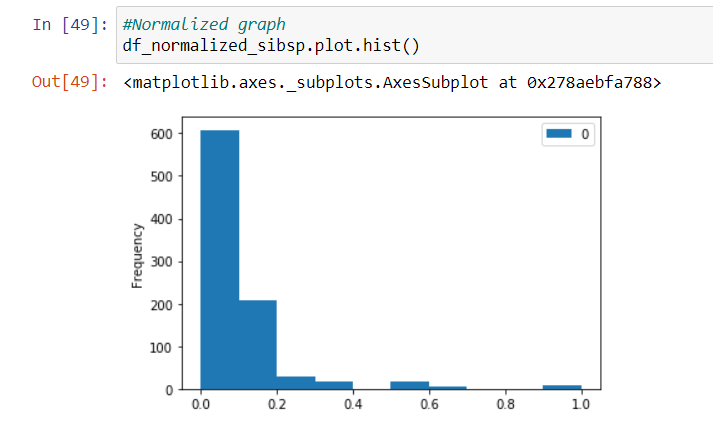 In [49]: #Normalized graph
df_normalized_sibsp.plot.hist()
Out[49]: <matplotlib.axes._subplots.AxesSubplot at 0x278aebfa788>
0
600
500
400
300
200
100
0
Frequency
0.0 0.2 0.4 0.6 0.8 1.0